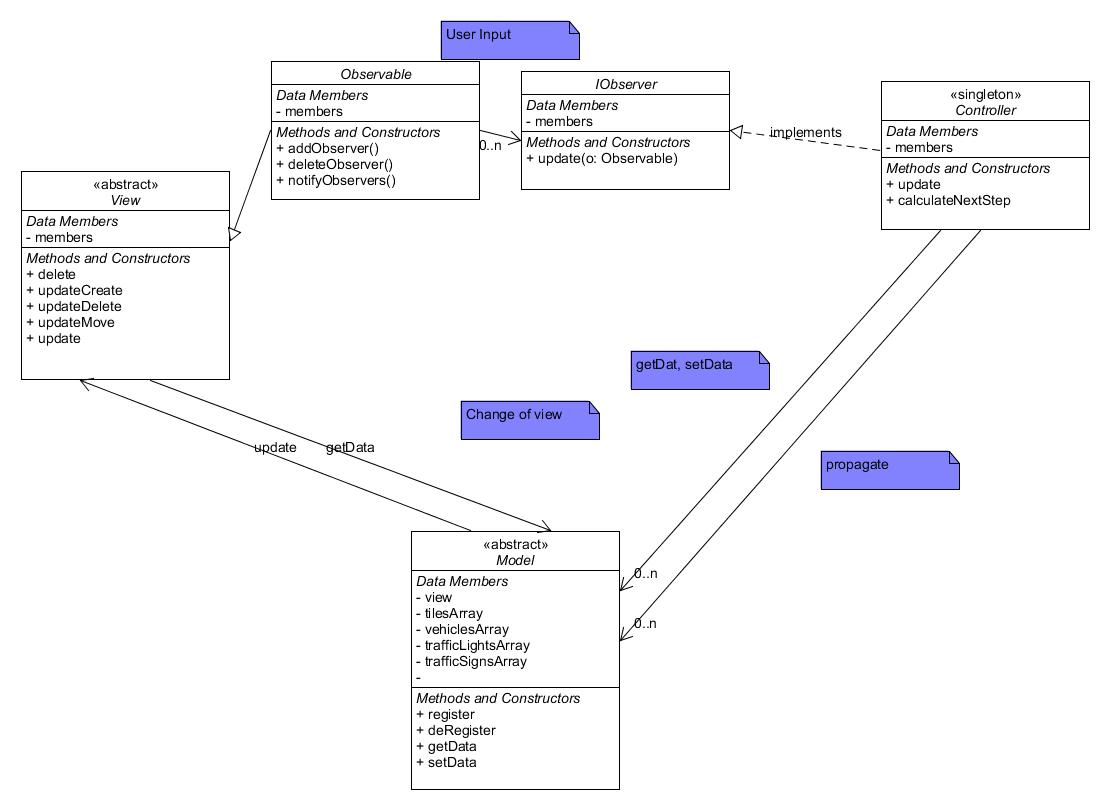 User Input
Observable
Data Members
- members
Methods and Constructors
+ addObserver()
+ deleteObserver()
+ notifyObservers()
0..n
IObserver
Data Members
- members
Methods and Constructors
+ update(o: Observable)
implements
«singleton»
Controller
Data Members
- members
Methods and Constructors
+ update
+ calculateNextStep
«abstract»
View
Data Members
- members
Methods and Constructors
+ delete
+ updateCreate
+ updateDelete
+ updateMove
+ update
getDat, setData
Change of view
update
getData
propagate
«abstract»
Model
Data Members
- view
- tilesArray
- vehiclesArray
- trafficLightsArray
- trafficSignsArray
-
Methods and Constructors
+ register
+ deRegister
+ getData
+ setData
0..n
0..n